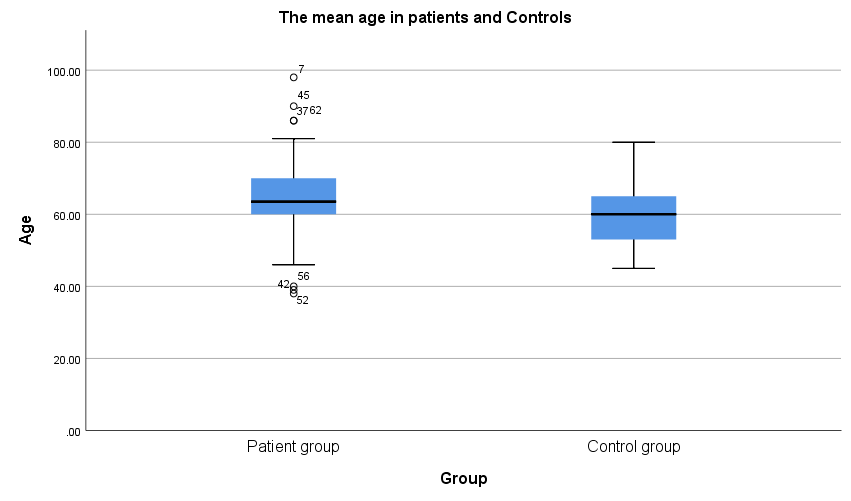 The mean age in patients and Controls
100.00
80.00
60.00
40.00
20.00
.00
Age
7
45
3762
56
42
52
Patient group
Control group
Group